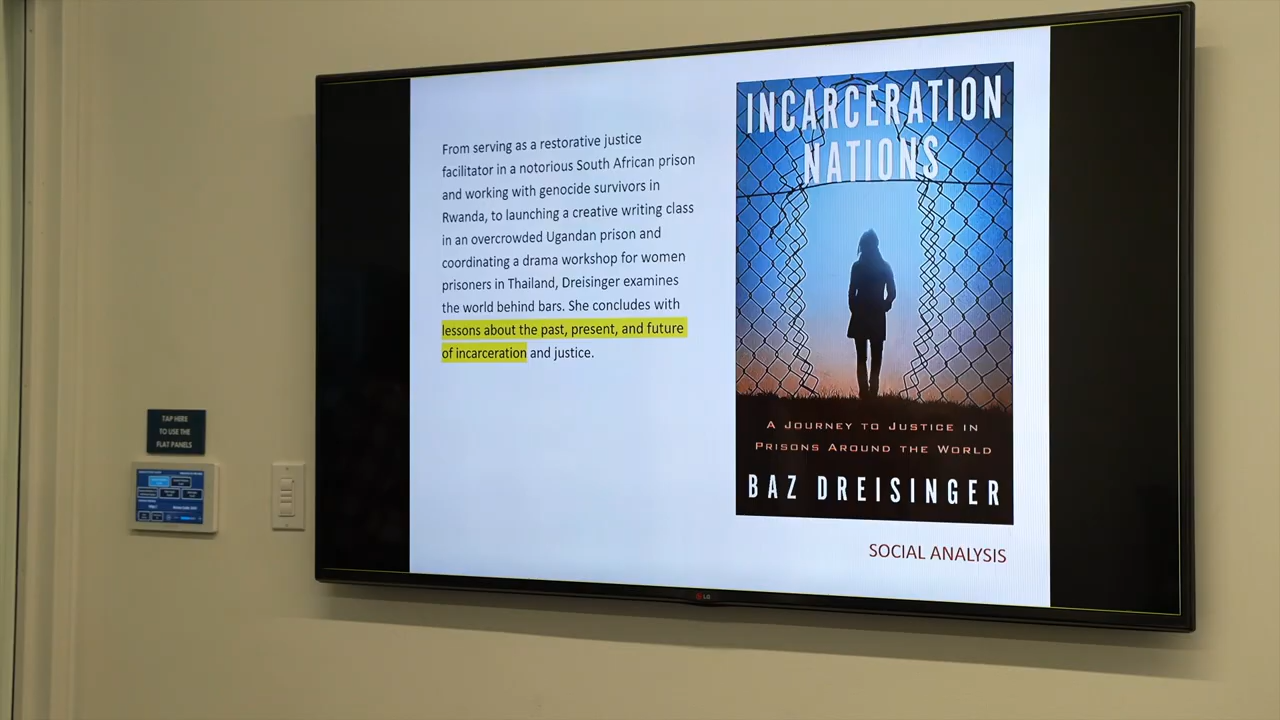 From serving as a restorative justice
facilitator in a notorious South African prison
and working with genocide survivors in
Rwanda, to launching a creative writing class
in an overcrowded Ugandan prison and
coordinating a drama workshop for women
prisoners in Thailand, Dreisinger examines
the world behind bars. She concludes with
lessons about the past, present, and future
of incarceration and justice.
INCARCERATION
NATIONS
A JOURNEY TO JUSTICE IN
PRISONS AROUND THE WORLD
BAZ DREISINGER
SOCIAL ANALYSIS
LG
TAP HERE
TO USE THE
FLAT PANELS